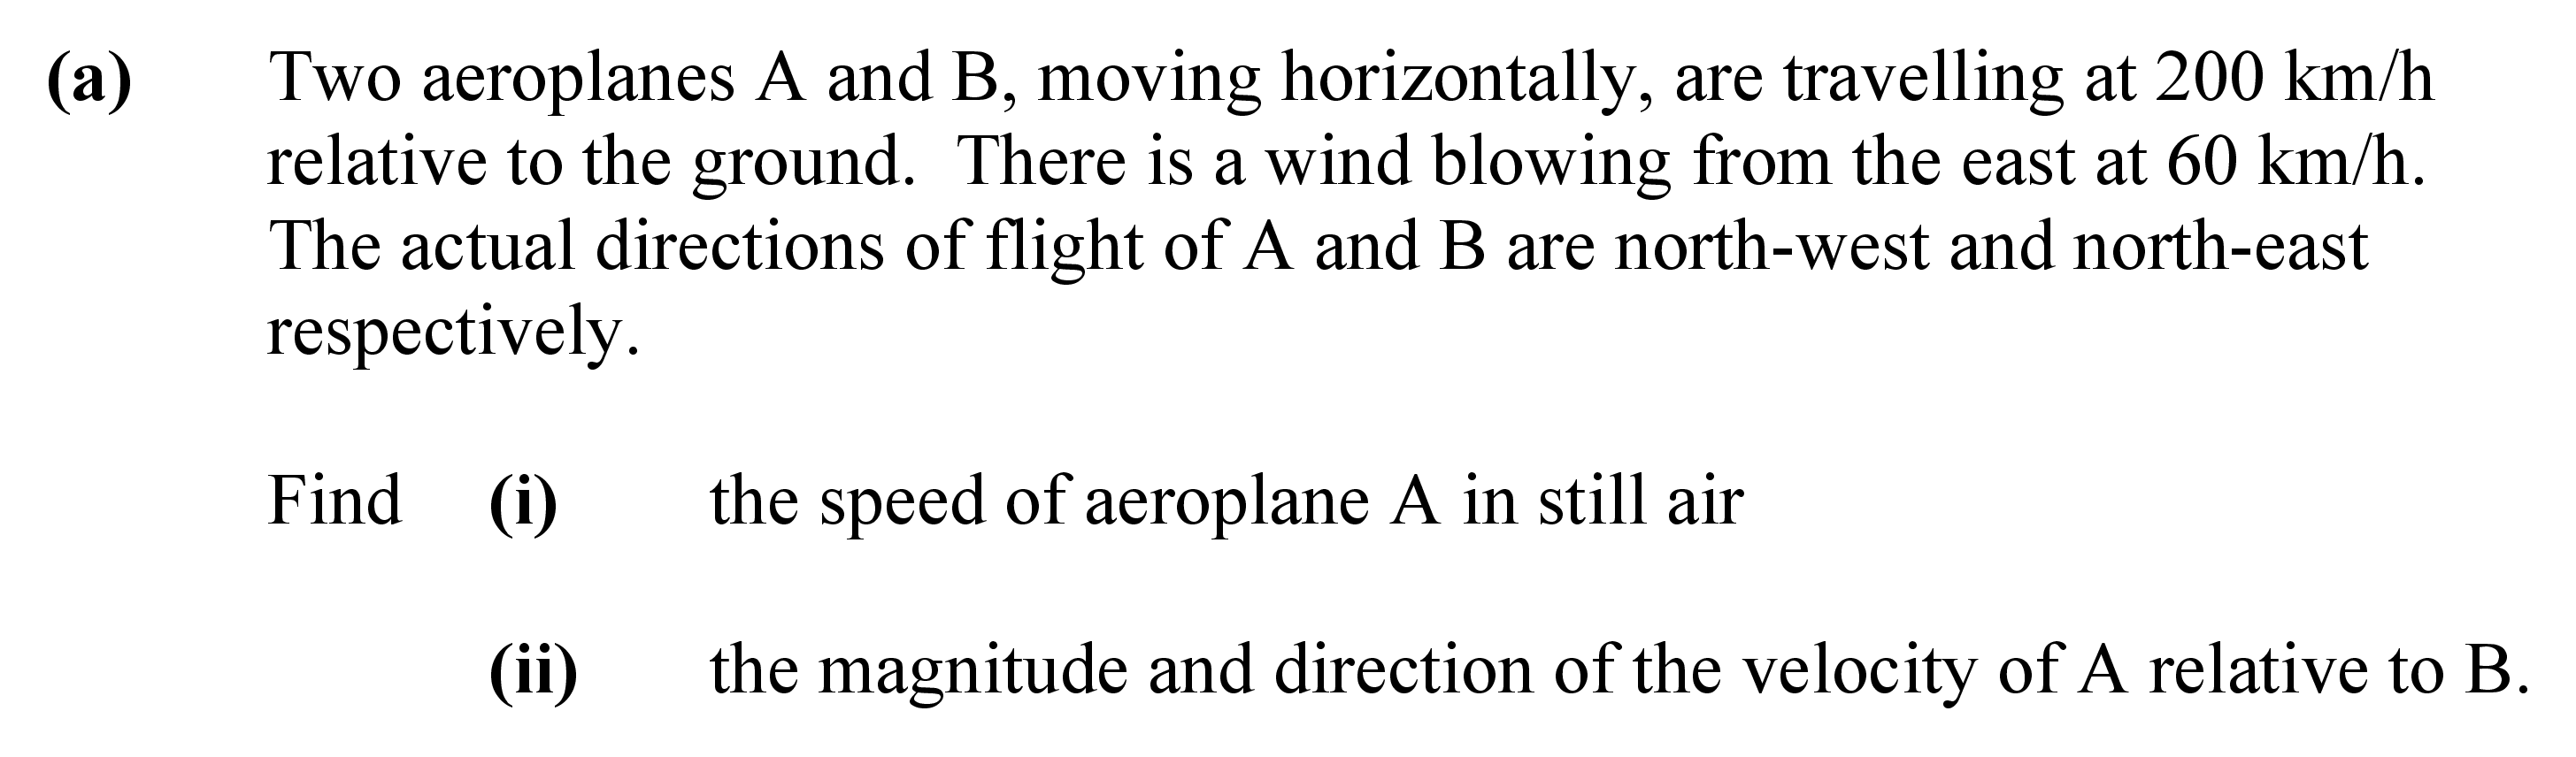 (a) Two aeroplanes A and B, moving horizontally, are travelling at 200 km/h
relative to the ground. There is a wind blowing from the east at 60 km/h.
The actual directions of flight of A and B are north-west and north-east
respectively.
Find (i) the speed of aeroplane A in still air
(ii) the magnitude and direction of the velocity of A relative to B.